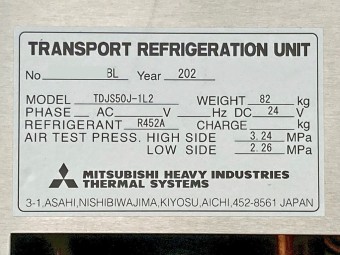 TRANSPORT REFRIGERATION UNIT
No BL Year 202
MODEL TDJS50J-1L2 WEIGHT 82 kg
PHASE AC V Hz DC 24 V
REFRIGERANT R452A CHARGE kg
AIR TEST PRESS. HIGH SIDE 3.24 MPa
LOW SIDE 2.26 MPa
MITSUBISHI HEAVY INDUSTRIES
THERMAL SYSTEMS
3-1,ASAHI,NISHIBIWAJIMA,KIYOSU,AICHI,452-8561 JAPAN